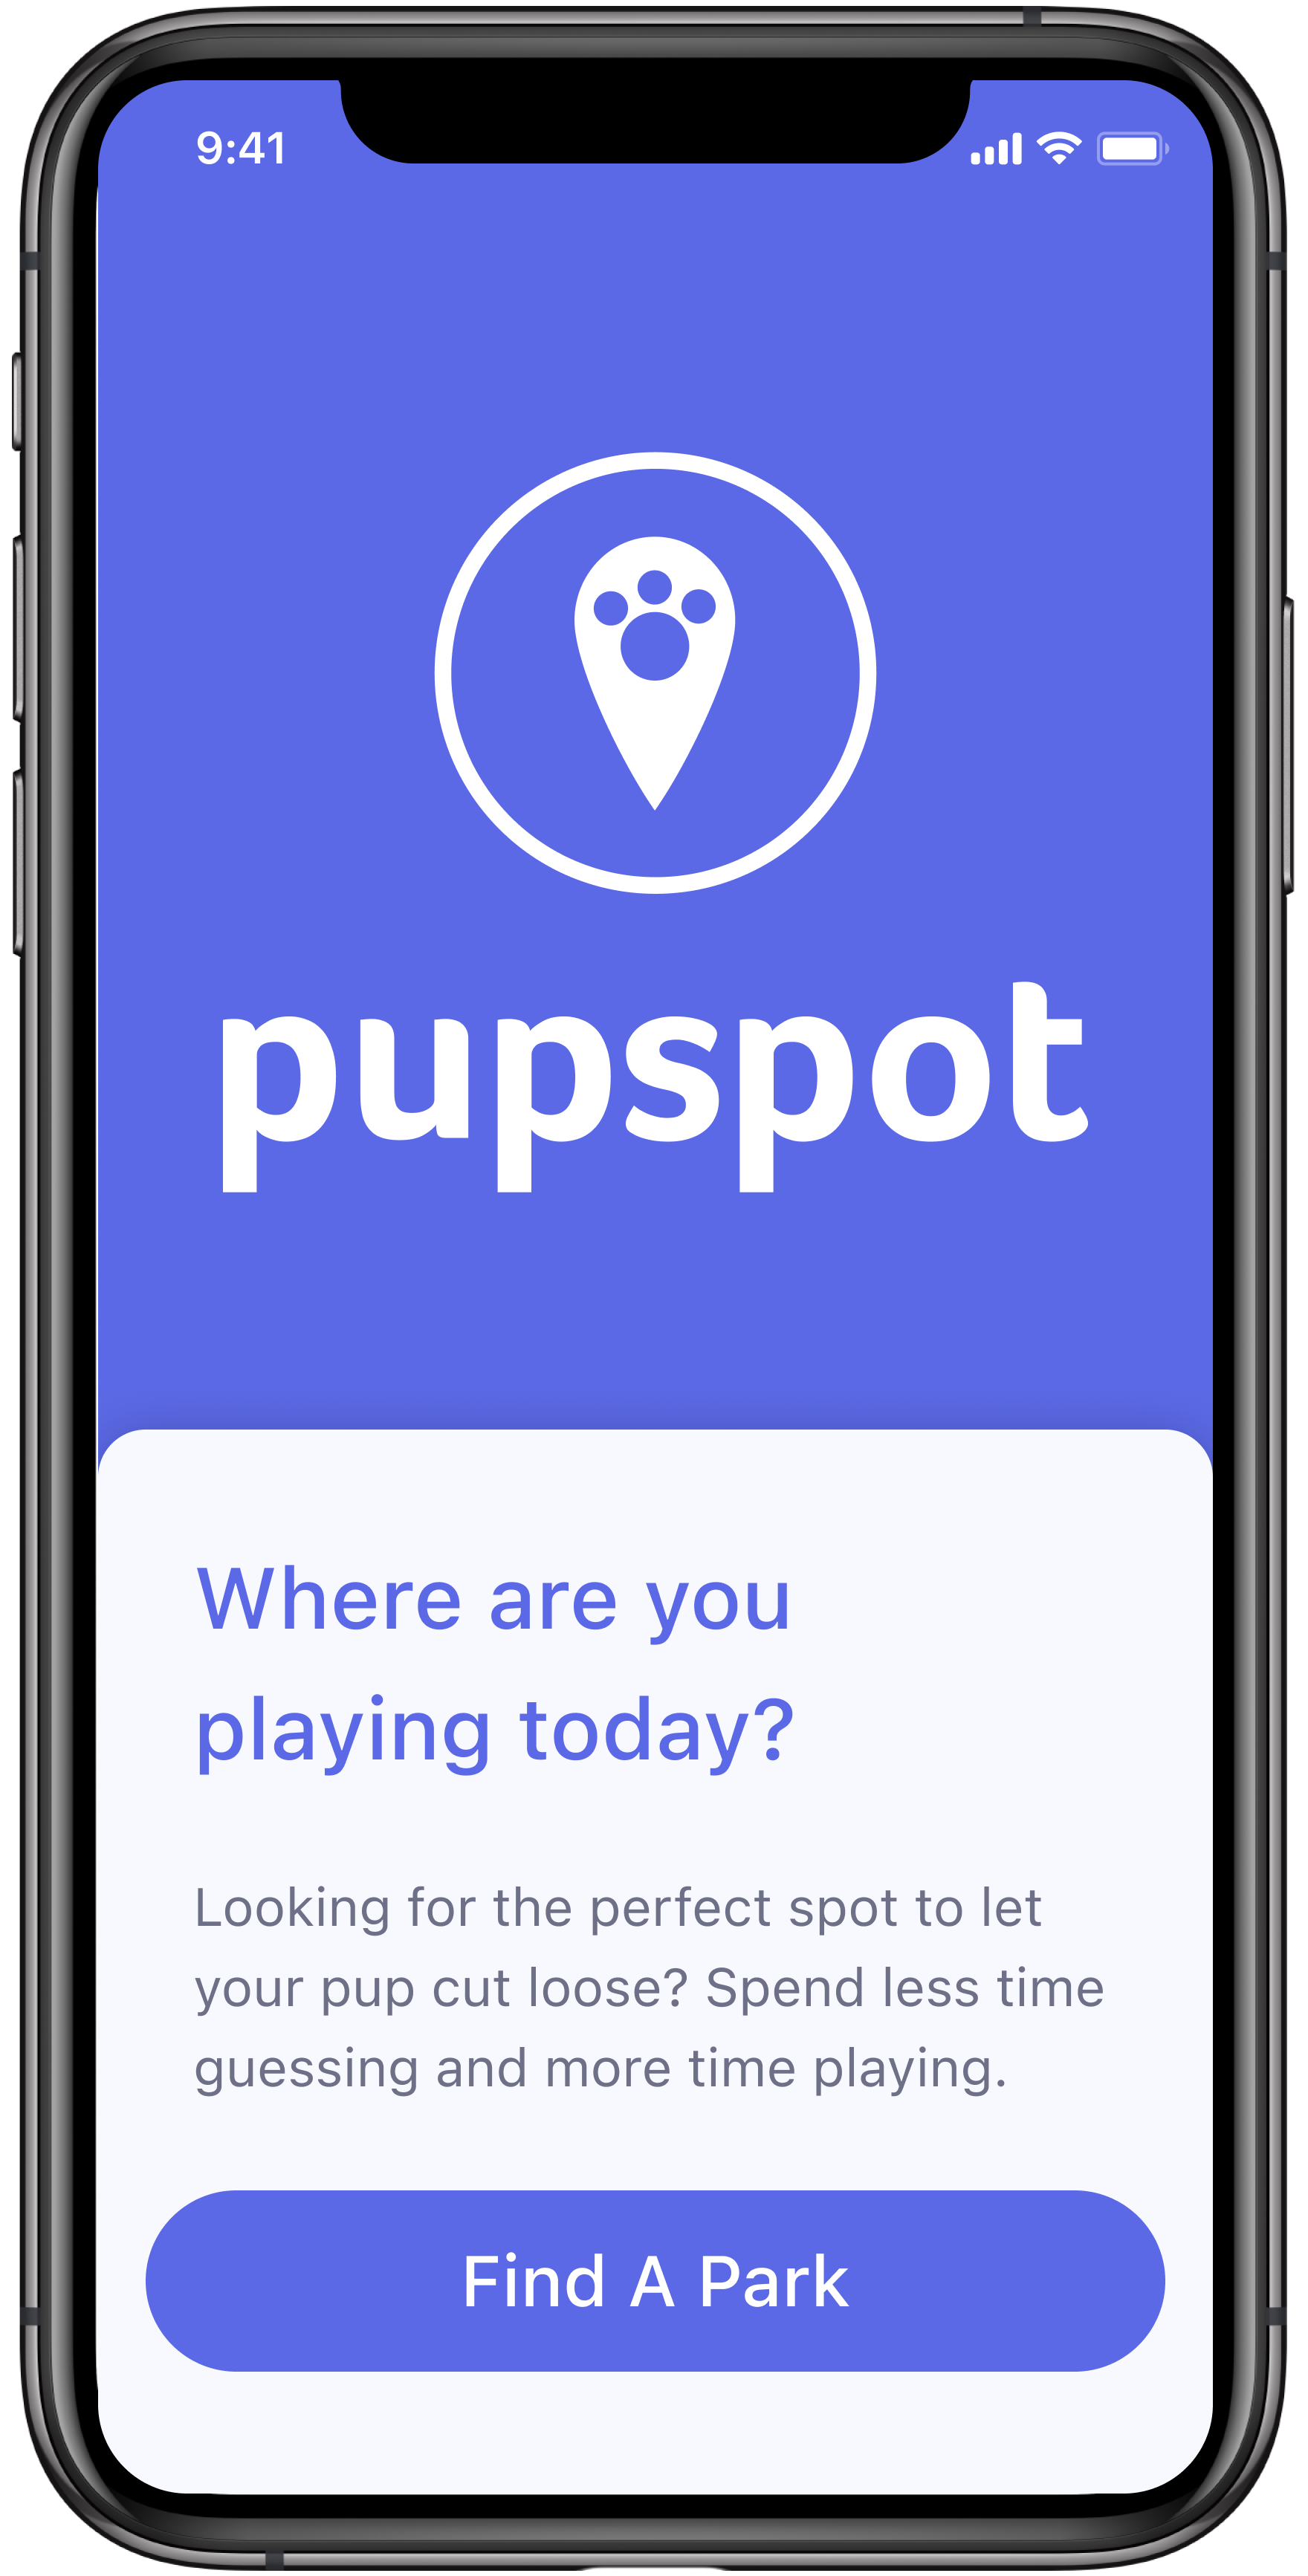 9:41
pupspot
Where are you
playing today?
Looking for the perfect spot to let
your pup cut loose? Spend less time
guessing and more time playing.
Find A Park